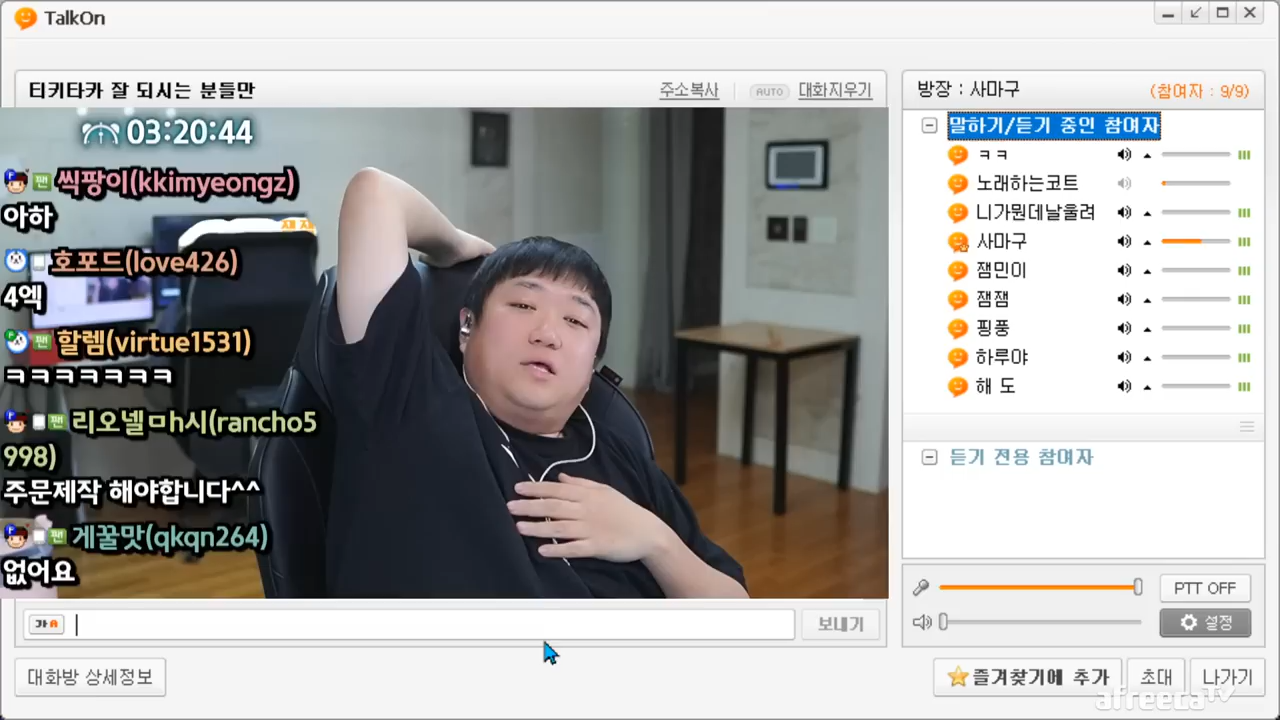 TalkOn
티키타카 잘 되시는 분들만
주소복사
AUTO
대화지우기
03:20:44
팬 씩팡이(kkimyeongz)
아하
호포드(love426)
4엑
팬 할렘(virtue1531)
ㅋㅋㅋㅋㅋㅋㅋ
팬 리오넬ㅁh시(rancho5
998)
주문제작 해야합니다^^
팬 게꿀맛(qkqn264)
없어요
가A
보내기
대화방 상세정보
방장 : 사마구
(참여자 : 9/9)
말하기/듣기 중인 참여자
ㅋㅋ
노래하는코트
니가뭔데날울려
사마구
잼민이
잼잼
핑풍
하루야
해 도
듣기 전용 참여자
PTT OFF
설정
즐겨찾기에 추가
초대
나가기
afreecaTV